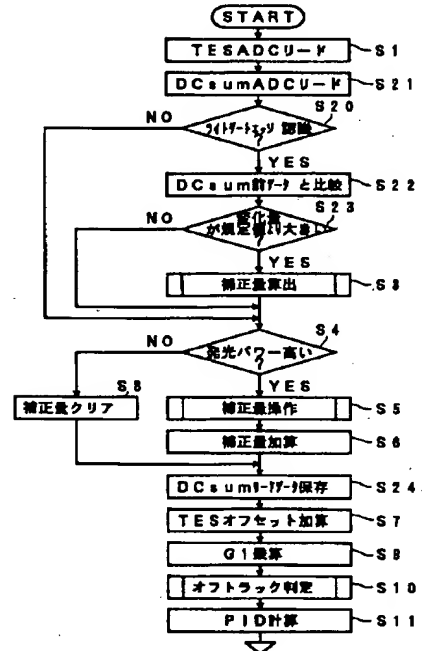 START
TESADCリード S1
DCsumADCリード S21
S20
NO ライトゲートエッジ 認識
?
YES
DCsum前データ と比較 S22
S23
NO 変化量
が規定値より大きい
?
YES
補正量算出 S3
S4
NO 発光パワー高い
?
S8 YES
補正量クリア 補正量操作 S5
補正量加算 S6
DCsumリードデータ保存 S24
TESオフセット加算 S7
G1乗算 S9
オフトラック判定 S10
PID計算 S11